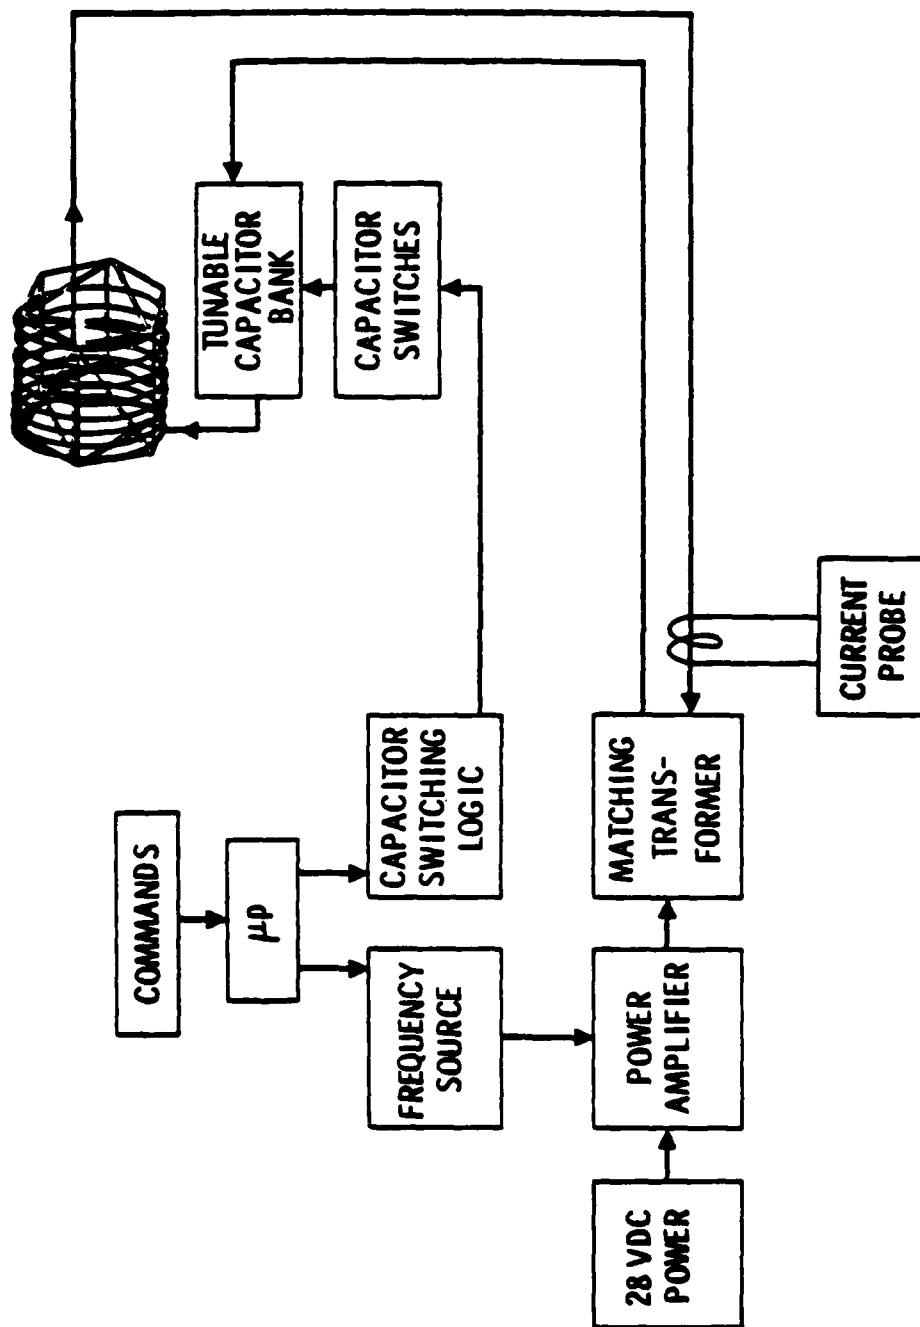 COMMANDS
μp
FREQUENCY
SOURCE
CAPACITOR
SWITCHING
LOGIC
CAPACITOR
SWITCHES
TUNABLE
CAPACITOR
BANK
28 VDC
POWER
POWER
AMPLIFIER
MATCHING
TRANS-
FORMER
CURRENT
PROBE